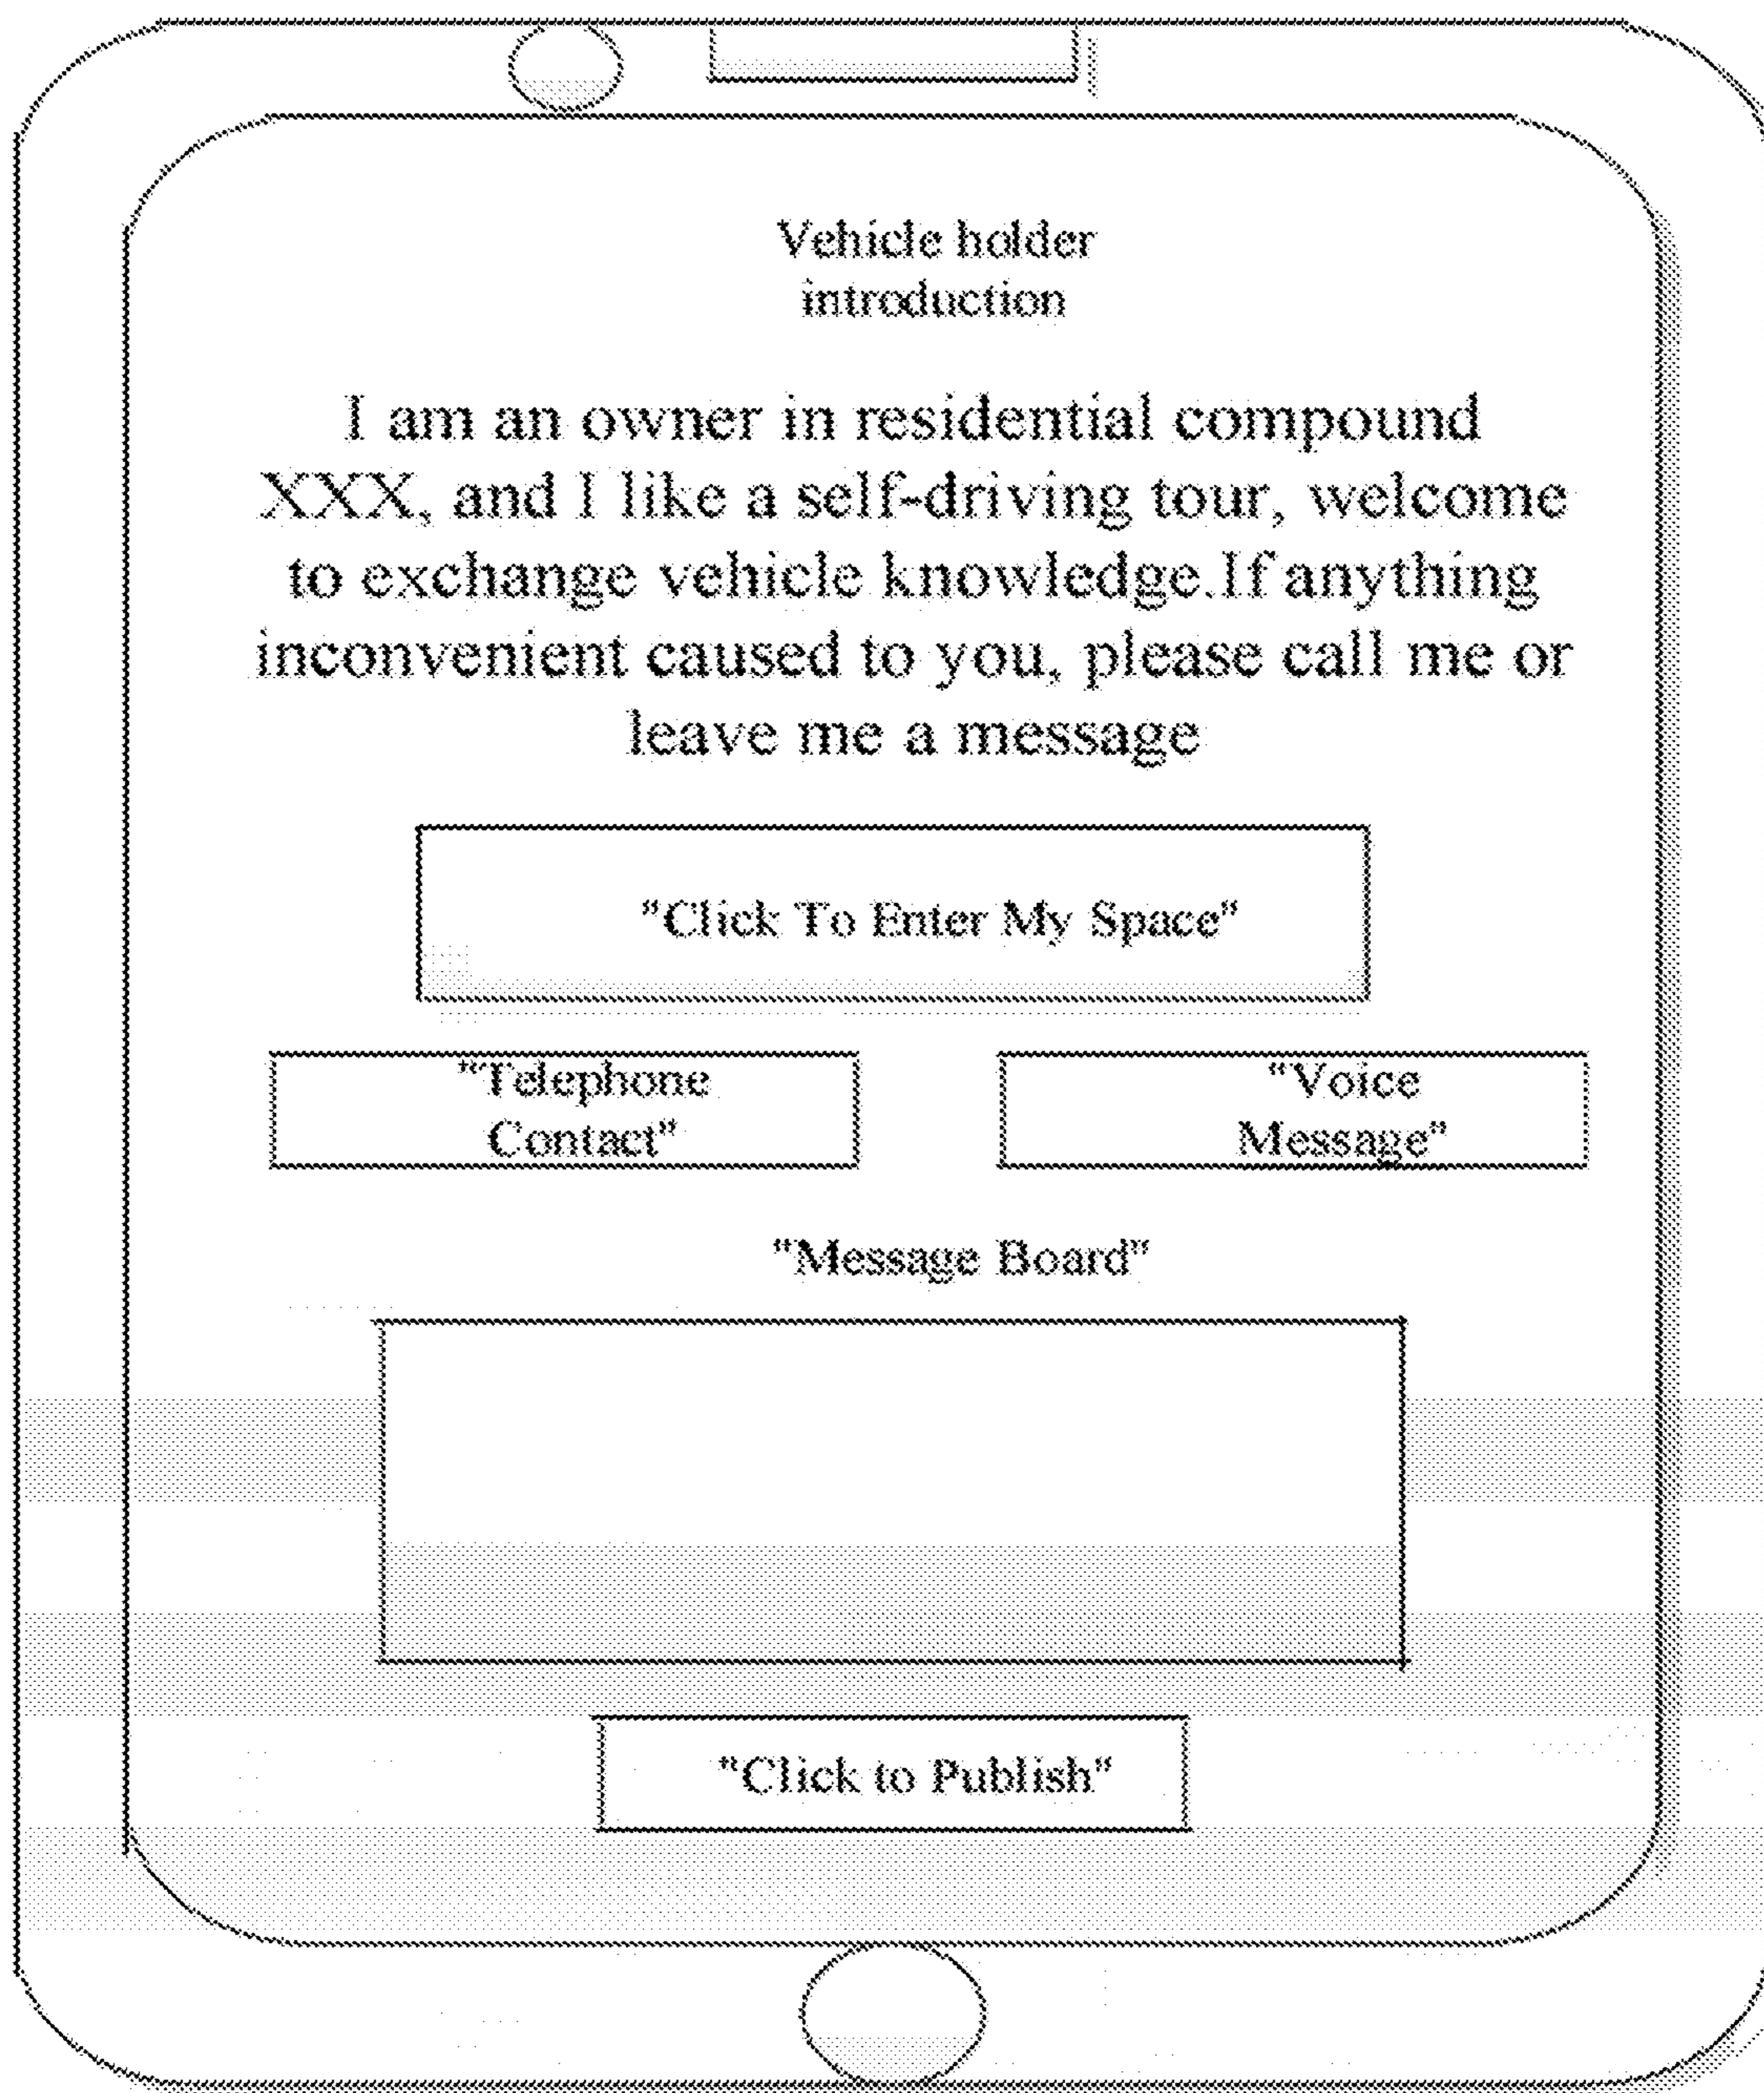 Vehicle holder
introduction
I am an owner in residential compound
XXX, and I like a self-driving tour, welcome
to exchange vehicle knowledge.If anything
inconvenient caused to you, please call me or
leave me a message
"Click To Enter My Space"
"Telephone
Contact"
"Voice
Message"
"Message Board"
"Click to Publish"